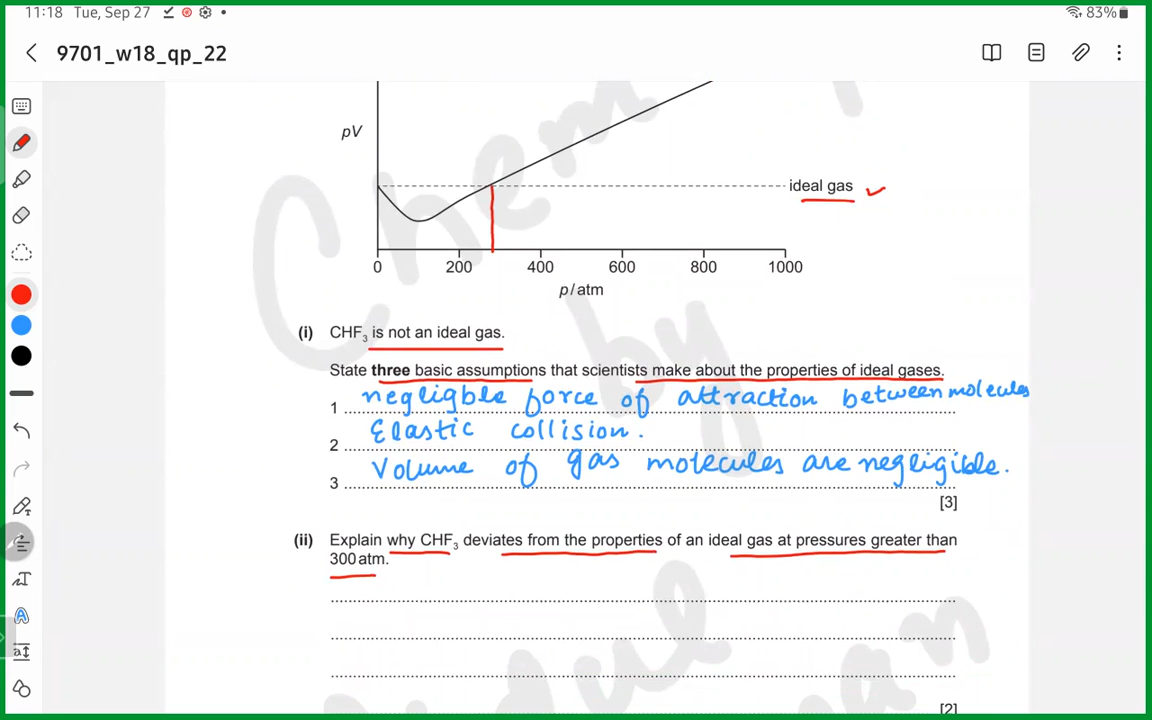 11:18 Tue, Sep 27
83%
9701_w18_qp_22
pV
ideal gas
0 200 400 600 800 1000
p/atm
(i) CHF₃ is not an ideal gas.
State three basic assumptions that scientists make about the properties of ideal gases.
1 negligble force of attraction between molecules
2 Elastic collision.
3 Volume of gas molecules are negligible.
[3]
(ii) Explain why CHF₃ deviates from the properties of an ideal gas at pressures greater than
300 atm.
[2]
Chem
by